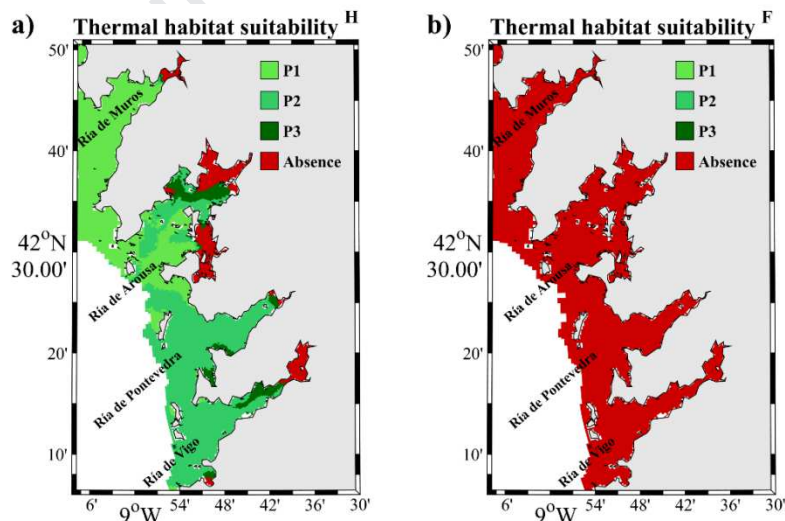 a) Thermal habitat suitability H
50'
40'
42°N
30.00'
20'
10'
6'
9°W
54'
48'
42'
36'
30'
P1
P2
P3
Absence
Ría de Muros
Ría de Arousa
Ría de Pontevedra
Ría de Vigo
b) Thermal habitat suitability F
50'
40'
42°N
30.00'
20'
10'
6'
9°W
54'
48'
42'
36'
30'
P1
P2
P3
Absence
Ría de Muros
Ría de Arousa
Ría de Pontevedra
Ría de Vigo